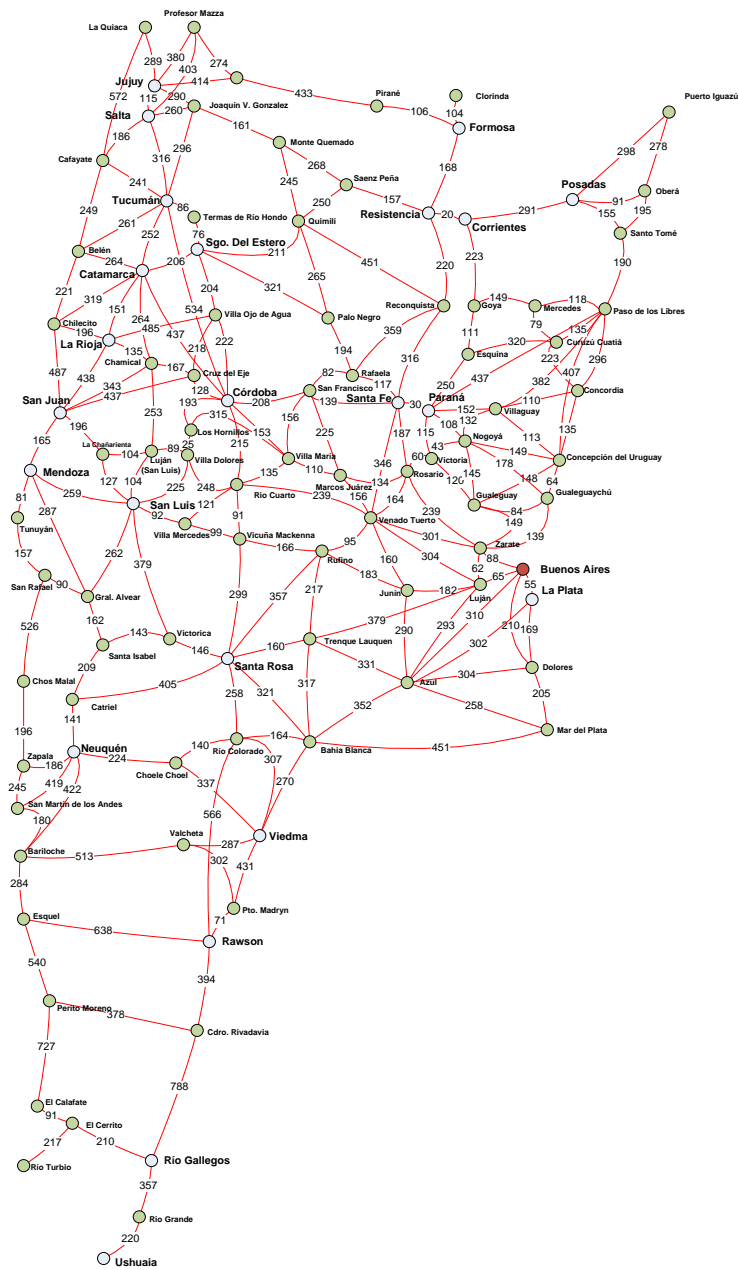 La Quiaca
Profesor Mazza
289
380
403
274
Jujuy
414
433
Pirané
Clorinda
Puerto Iguazú
572
115
290
Salta
260
Joaquín V. Gonzalez
106
104
Formosa
186
161
Monte Quemado
298
278
Cafayate
316
296
268
Saenz Peña
168
241
245
250
157
Posadas
91
Oberá
Tucumán
86
Termas de Río Hondo
Resistencia
20
291
155
195
249
261
76
Quimili
Corrientes
Santo Tomé
252
Sgo. Del Estero
Belén
264
206
211
451
223
190
Catamarca
220
204
321
265
221
319
151
264
534
Villa Ojo de Agua
Palo Negro
Reconquista
149
Goya
Mercedes
118
Paso de los Libres
Chilecito
196
485
437
218
222
359
111
79
135
La Rioja
135
Curuzú Cuatiá
320
Chamical
167
194
Esquina
223
296
487
438
343
Cruz del Eje
82
Rafaela
316
437
382
407
437
128
Córdoba
208
San Francisco
117
250
110
Concordia
San Juan
193
139
Santa Fe
30
Paraná
152
Villaguay
196
253
315
153
156
225
187
108
132
113
135
Los Hornillos
115
Nogoyá
149
Concepción del Uruguay
165
La Chañarienta
104
Luján
(San Luis)
89
25
Villa Dolores
215
Villa María
346
60
43
Victoria
178
64
Mendoza
127
104
225
248
135
110
Marcos Juárez
134
Rosario
145
148
81
259
San Luis
121
Río Cuarto
239
156
164
120
Gualeguay
84
Gualeguaychú
287
92
Villa Mercedes
99
91
Venado Tuerto
239
149
139
Tunuyán
Vicuña Mackenna
95
301
Zarate
157
262
379
166
Rufino
160
304
88
62
65
Buenos Aires
San Rafael
90
183
Junin
182
Luján
55
La Plata
Gral. Alvear
299
357
217
379
293
310
210
162
143
Victorica
290
302
169
Santa Isabel
146
160
Trenque Lauquen
526
209
Santa Rosa
331
304
Dolores
Chos Malal
405
258
321
317
Azul
258
205
Catriel
141
352
196
Neuquén
224
140
Río Colorado
164
Bahia Blanca
451
Mar del Plata
Zapala
186
Choele Choel
307
270
245
419
422
337
San Martín de los Andes
566
180
Valcheta
287
Viedma
Bariloche
513
302
431
284
Esquel
Pto. Madryn
638
71
Rawson
540
394
Perito Moreno
378
Cdro. Rivadavia
727
788
El Calafate
91
El Cerrito
217
210
Río Turbio
Río Gallegos
357
Rio Grande
220
Ushuaia